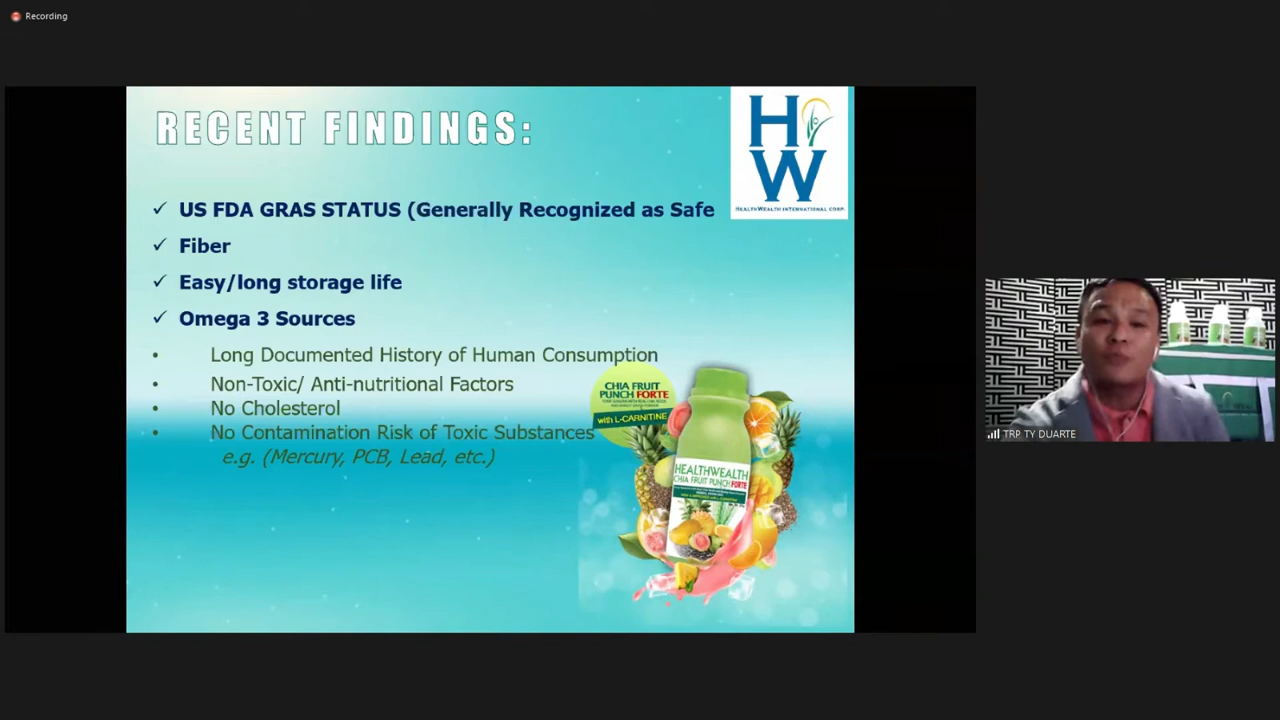 Recording
RECENT FINDINGS:
H
W
HEALTHWEALTH INTERNATIONAL CORP.
✓ US FDA GRAS STATUS (Generally Recognized as Safe
✓ Fiber
✓ Easy/long storage life
✓ Omega 3 Sources
• Long Documented History of Human Consumption
• Non-Toxic/ Anti-nutritional Factors
• No Cholesterol
• No Contamination Risk of Toxic Substances
e.g. (Mercury, PCB, Lead, etc.)
CHIA FRUIT
PUNCH FORTE
with L-CARNITINE
HEALTHWEALTH
CHIA FRUIT PUNCH FORTE
TRP TY DUARTE